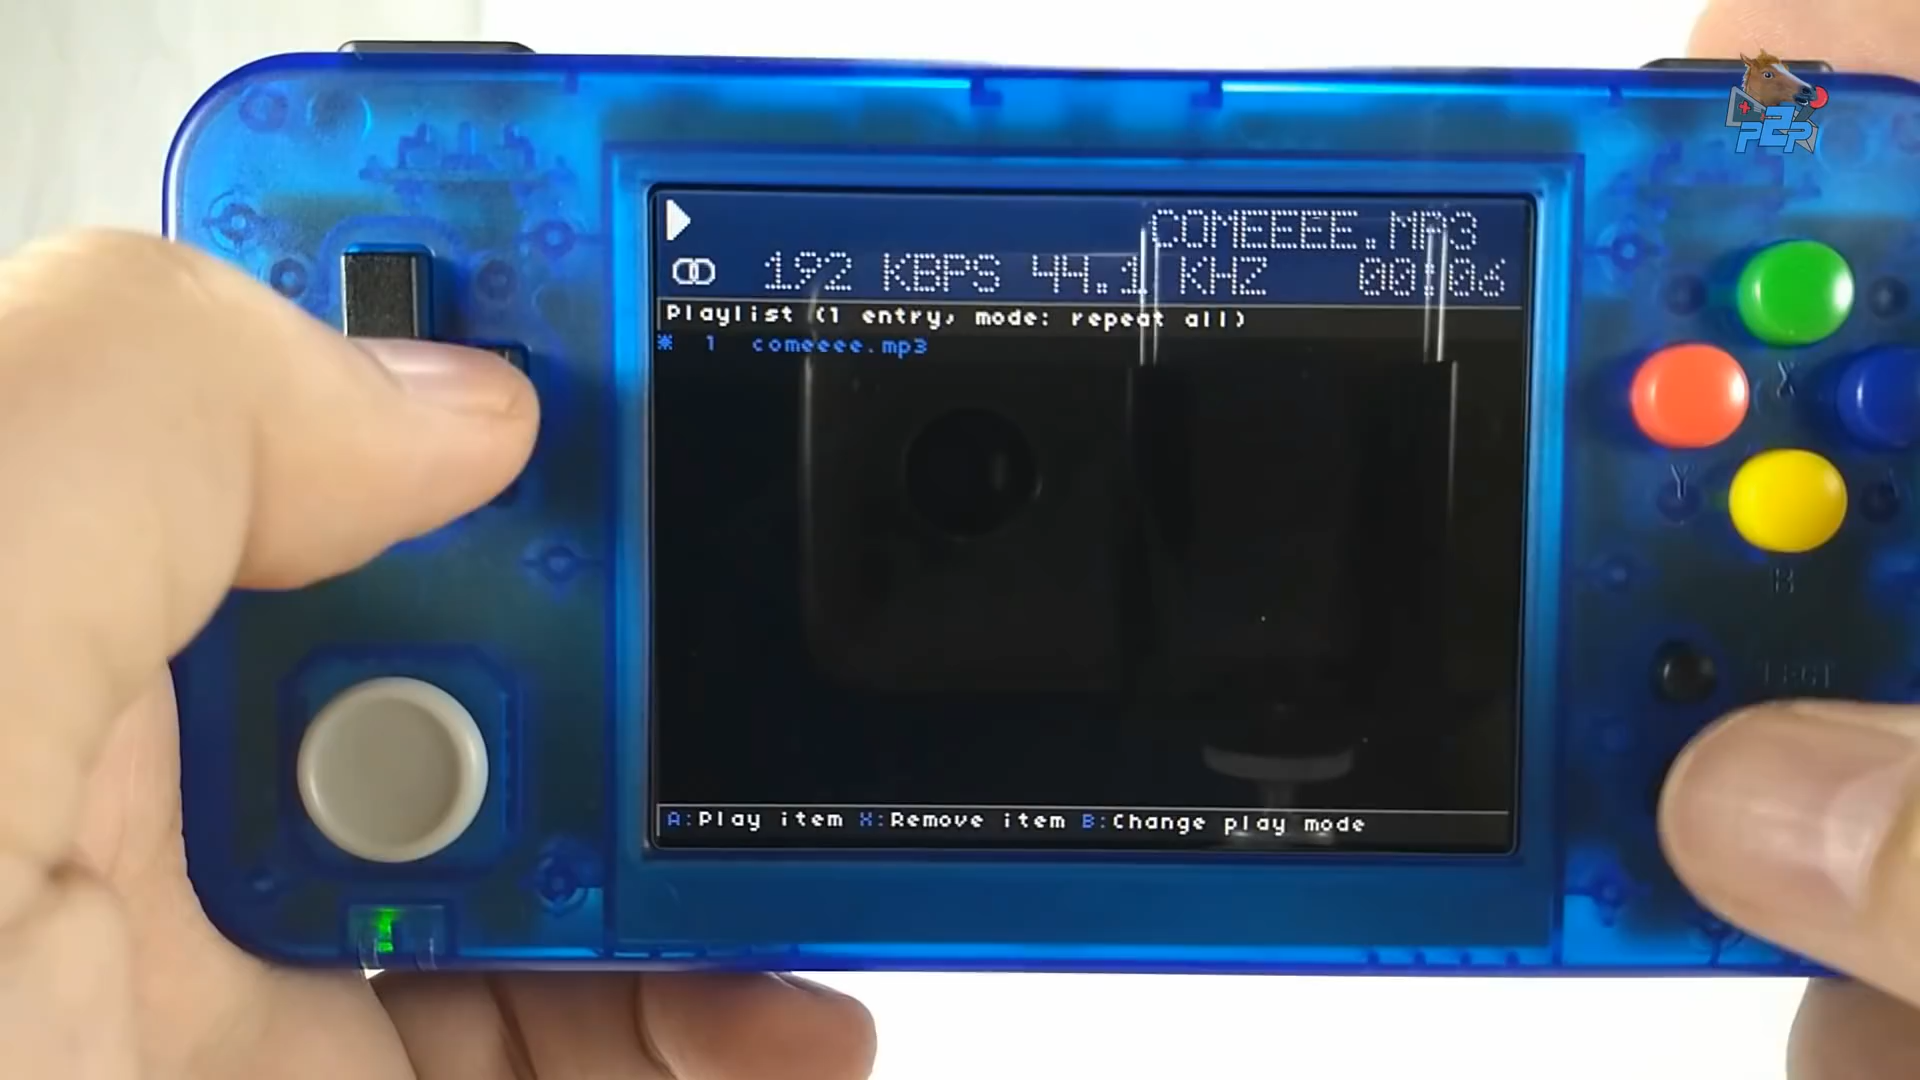 COMEEEE.MP3
192 KBPS 44.1 KHZ 00:06
Playlist (1 entry, mode: repeat all)
* 1 comeeee.mp3
A:Play item X:Remove item B:Change play mode
X
Y
A
B
PER